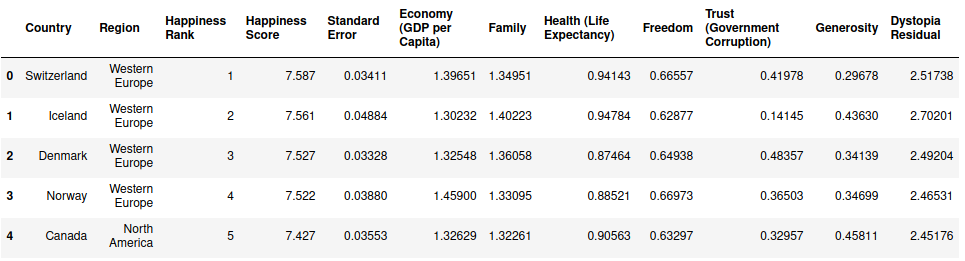 Country Region Happiness Rank Happiness Score Standard Error Economy (GDP per Capita) Family Health (Life Expectancy) Freedom Trust (Government Corruption) Generosity Dystopia Residual
0 Switzerland Western Europe 1 7.587 0.03411 1.39651 1.34951 0.94143 0.66557 0.41978 0.29678 2.51738
1 Iceland Western Europe 2 7.561 0.04884 1.30232 1.40223 0.94784 0.62877 0.14145 0.43630 2.70201
2 Denmark Western Europe 3 7.527 0.03328 1.32548 1.36058 0.87464 0.64938 0.48357 0.34139 2.49204
3 Norway Western Europe 4 7.522 0.03880 1.45900 1.33095 0.88521 0.66973 0.36503 0.34699 2.46531
4 Canada North America 5 7.427 0.03553 1.32629 1.32261 0.90563 0.63297 0.32957 0.45811 2.45176